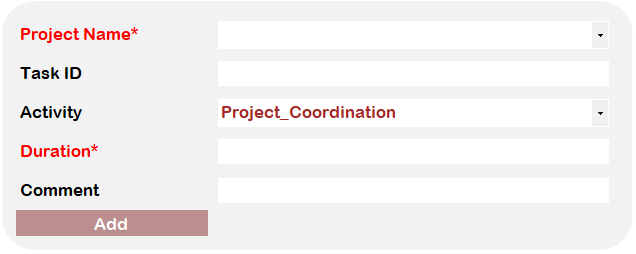 Project Name*
Task ID
Activity Project_Coordination
Duration*
Comment
Add